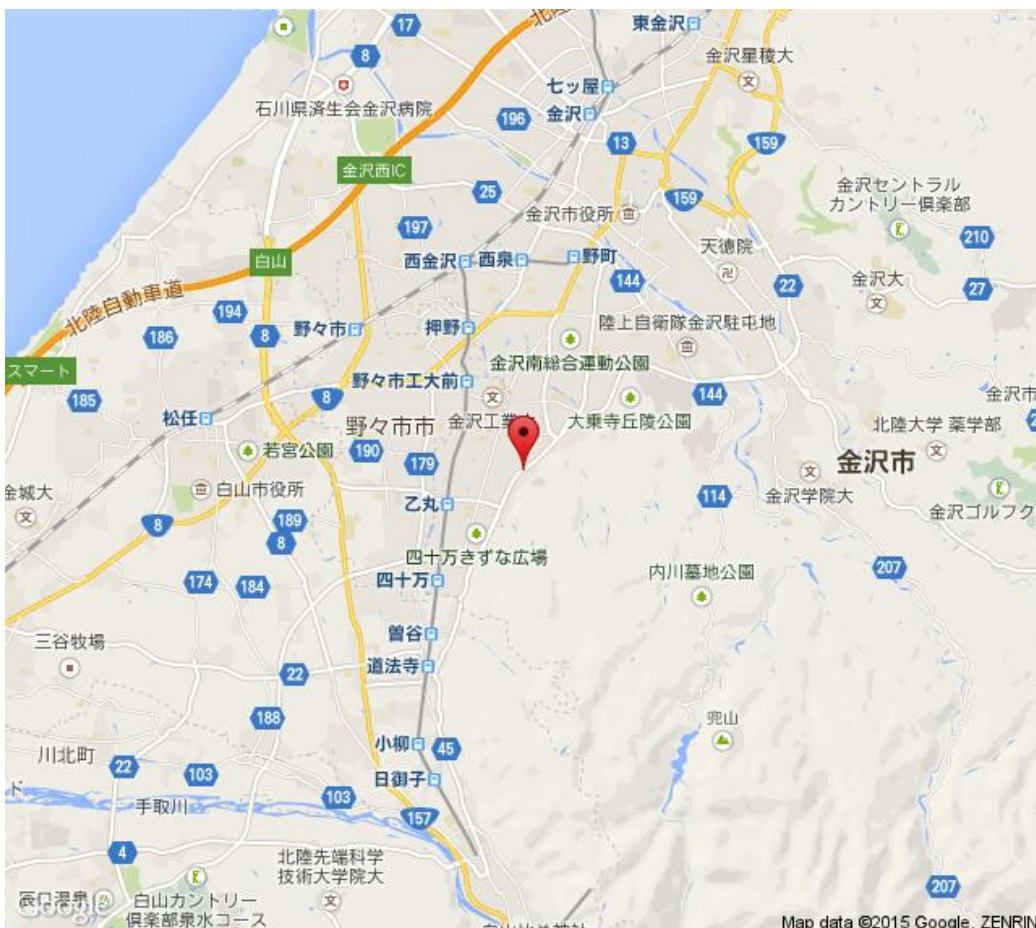 17
東金沢
北陸
8
金沢星稜大
石川県済生会金沢病院
七ッ屋
金沢
196
13
159
金沢西IC
25
金沢市役所
159
金沢セントラル
カントリー倶楽部
197
210
白山
西金沢
西泉
野町
144
天徳院
22
金沢大
27
北陸自動車道
194
186
8
野々市
押野
陸上自衛隊金沢駐屯地
スマート
金沢南総合運動公園
185
8
野々市工大前
144
金沢市
松任
野々市市
金沢工業大
大乗寺丘陵公園
北陸大学 薬学部
若宮公園
190
179
金沢市
金城大
白山市役所
乙丸
114
金沢学院大
金沢ゴルフク
8
189
8
四十万きずな広場
207
174
184
四十万
内川墓地公園
三谷牧場
曽谷
22
道法寺
188
兜山
川北町
小柳
45
22
103
日御子
ド
手取川
103
157
4
北陸先端科学
技術大学院大
207
辰口温泉
白山カントリー
倶楽部泉水コース
Google
Map data ©2015 Google, ZENRIN